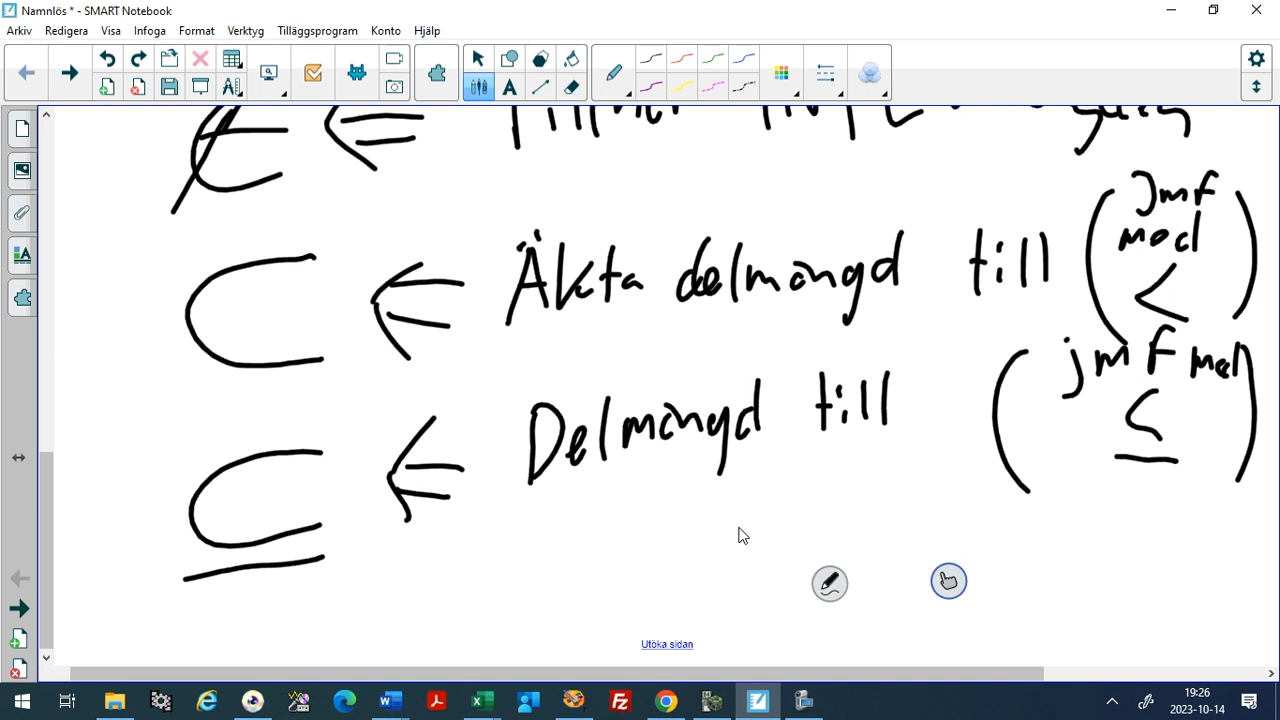 Namnlös * - SMART Notebook
Arkiv Redigera Visa Infoga Format Verktyg Tilläggsprogram Konto Hjälp
∉ ⇐
⊂ ⇐ Äkta delmängd till (jmf
med
<)
⊆ ⇐ Delmängd till (jmf med
≤)
Utöka sidan
19:26
2023-10-14